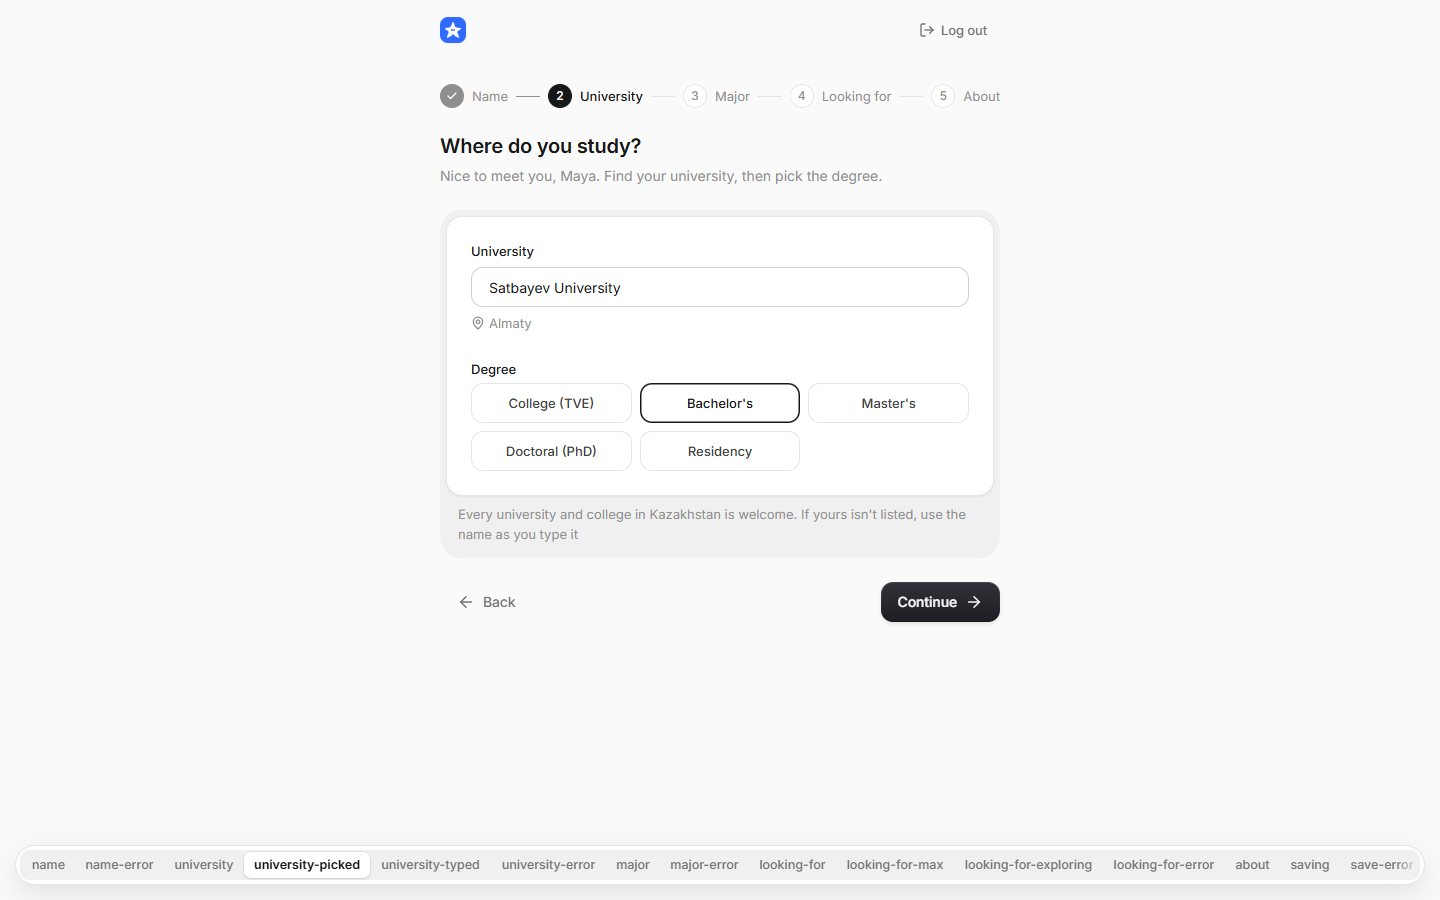 Log out
Name
2 University
3 Major
4 Looking for
5 About
Where do you study?
Nice to meet you, Maya. Find your university, then pick the degree.
University
Satbayev University
Almaty
Degree
College (TVE)
Bachelor's
Master's
Doctoral (PhD)
Residency
Every university and college in Kazakhstan is welcome. If yours isn't listed, use the
name as you type it
Back
Continue
name name-error university university-picked university-typed university-error major major-error looking-for looking-for-max looking-for-exploring looking-for-error about saving save-error